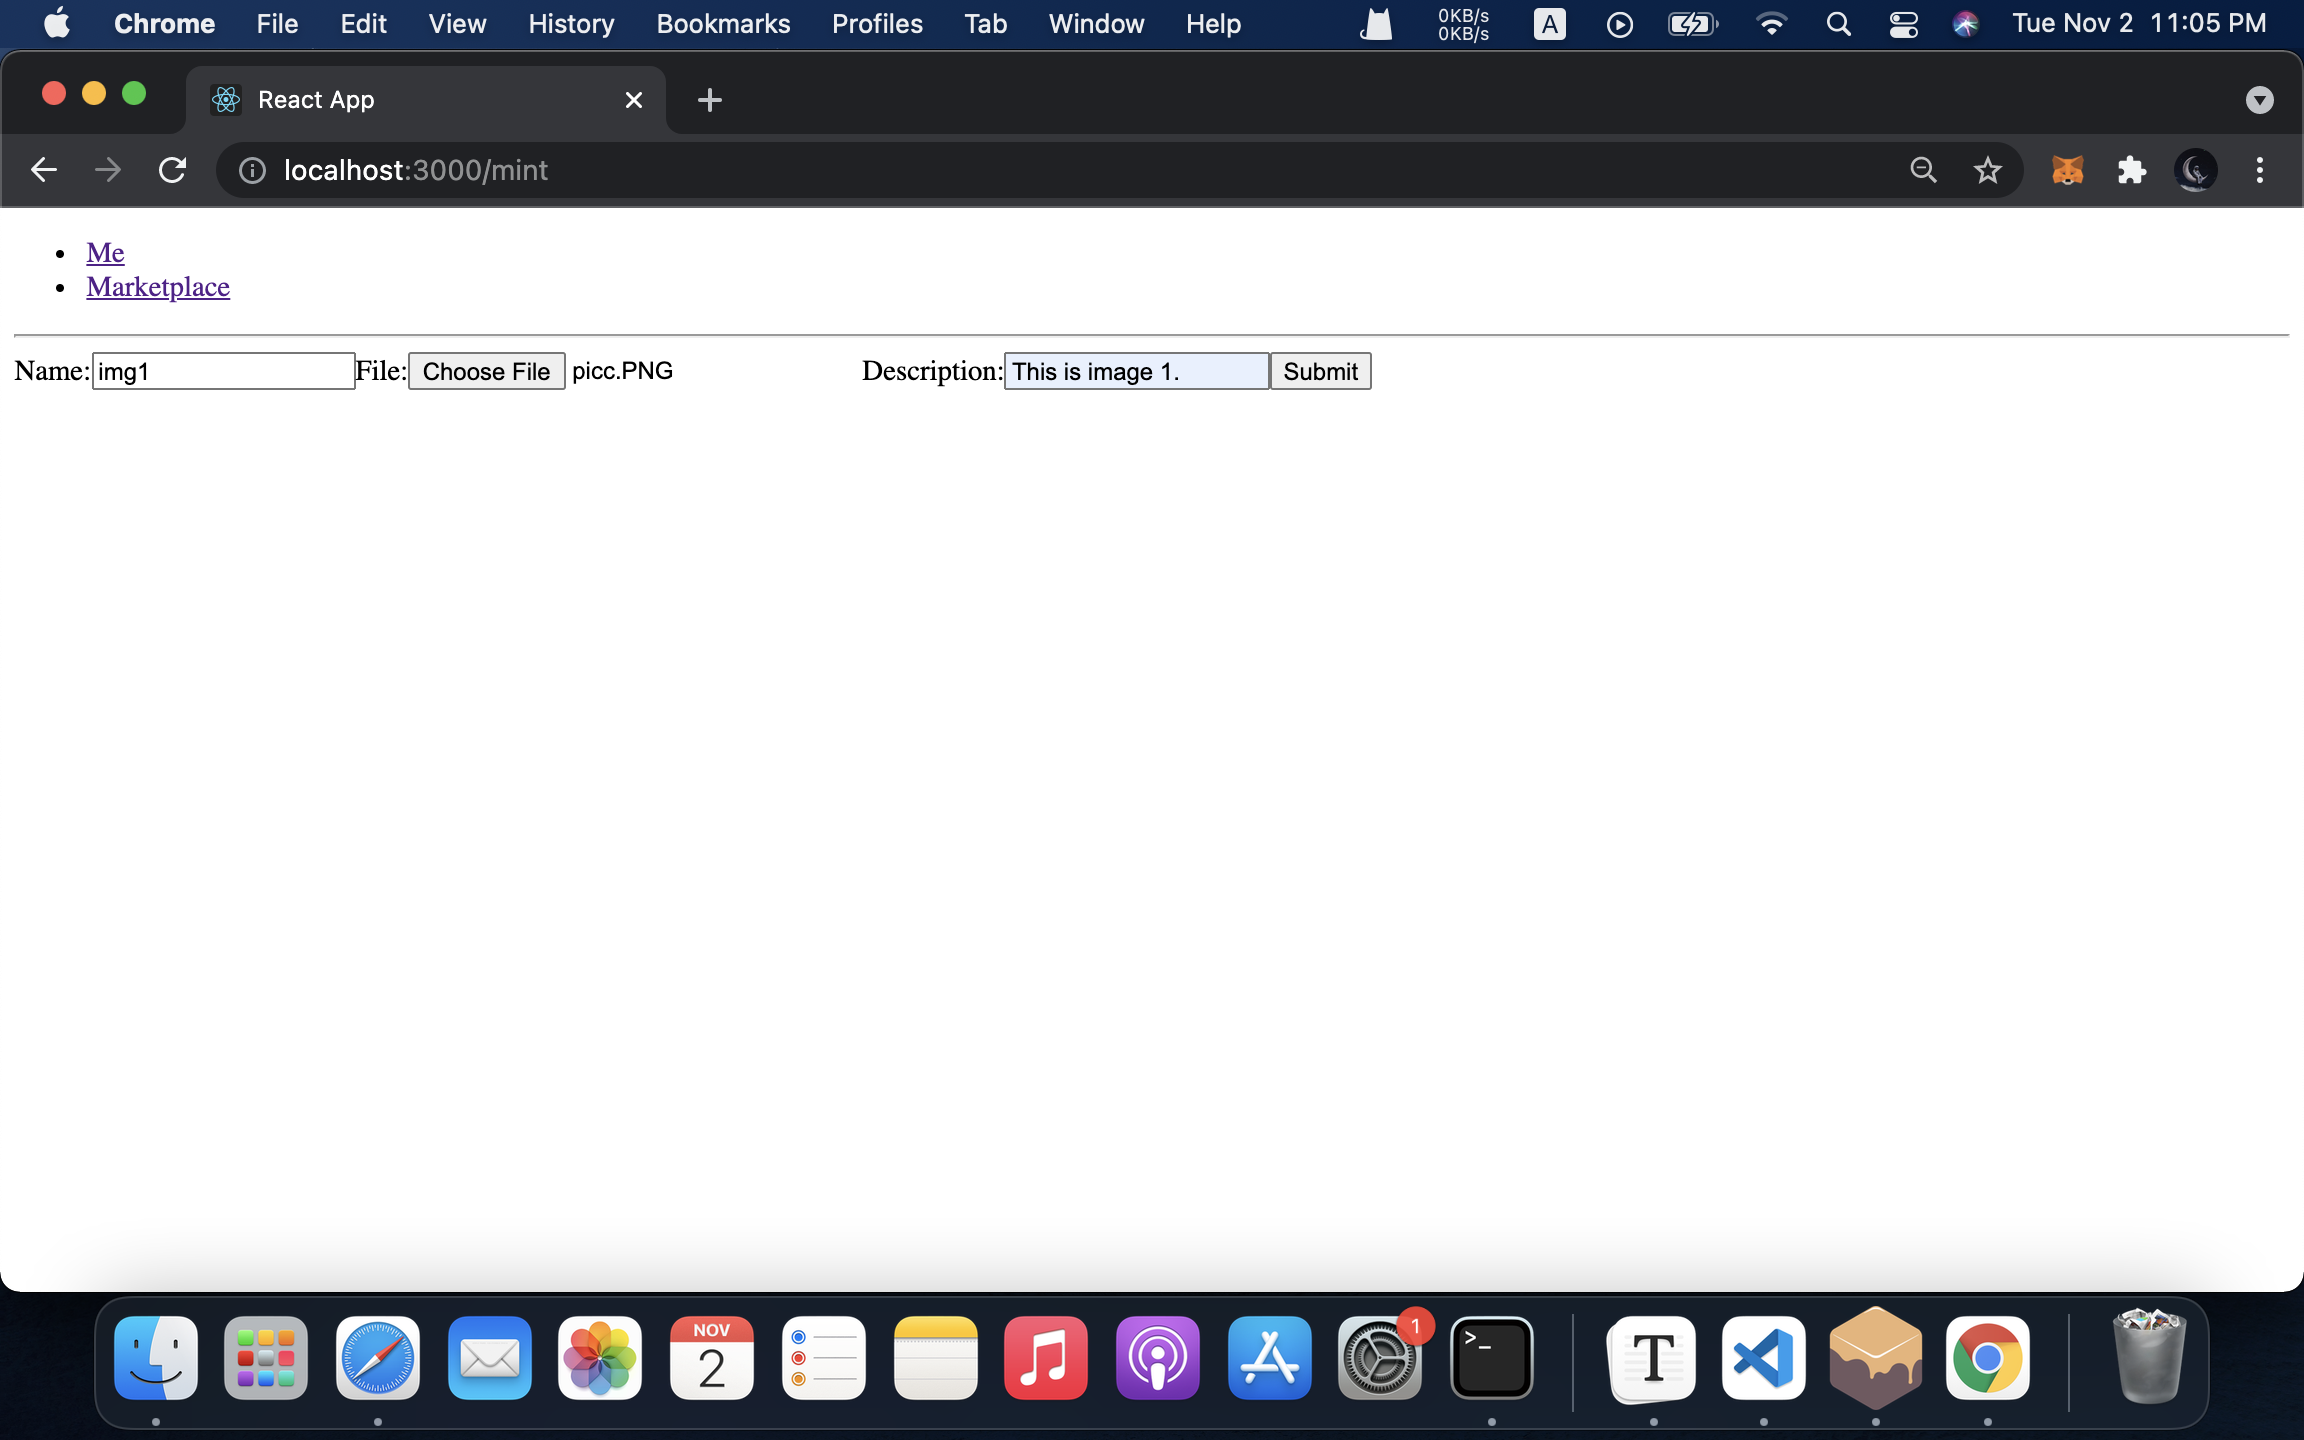 Chrome File Edit View History Bookmarks Profiles Tab Window Help 0KB/s 0KB/s A Tue Nov 2 11:05 PM
React App
localhost:3000/mint
Me
Marketplace
Name: img1 File: Choose File picc.PNG Description: This is image 1. Submit
NOV
2
1
>_
T